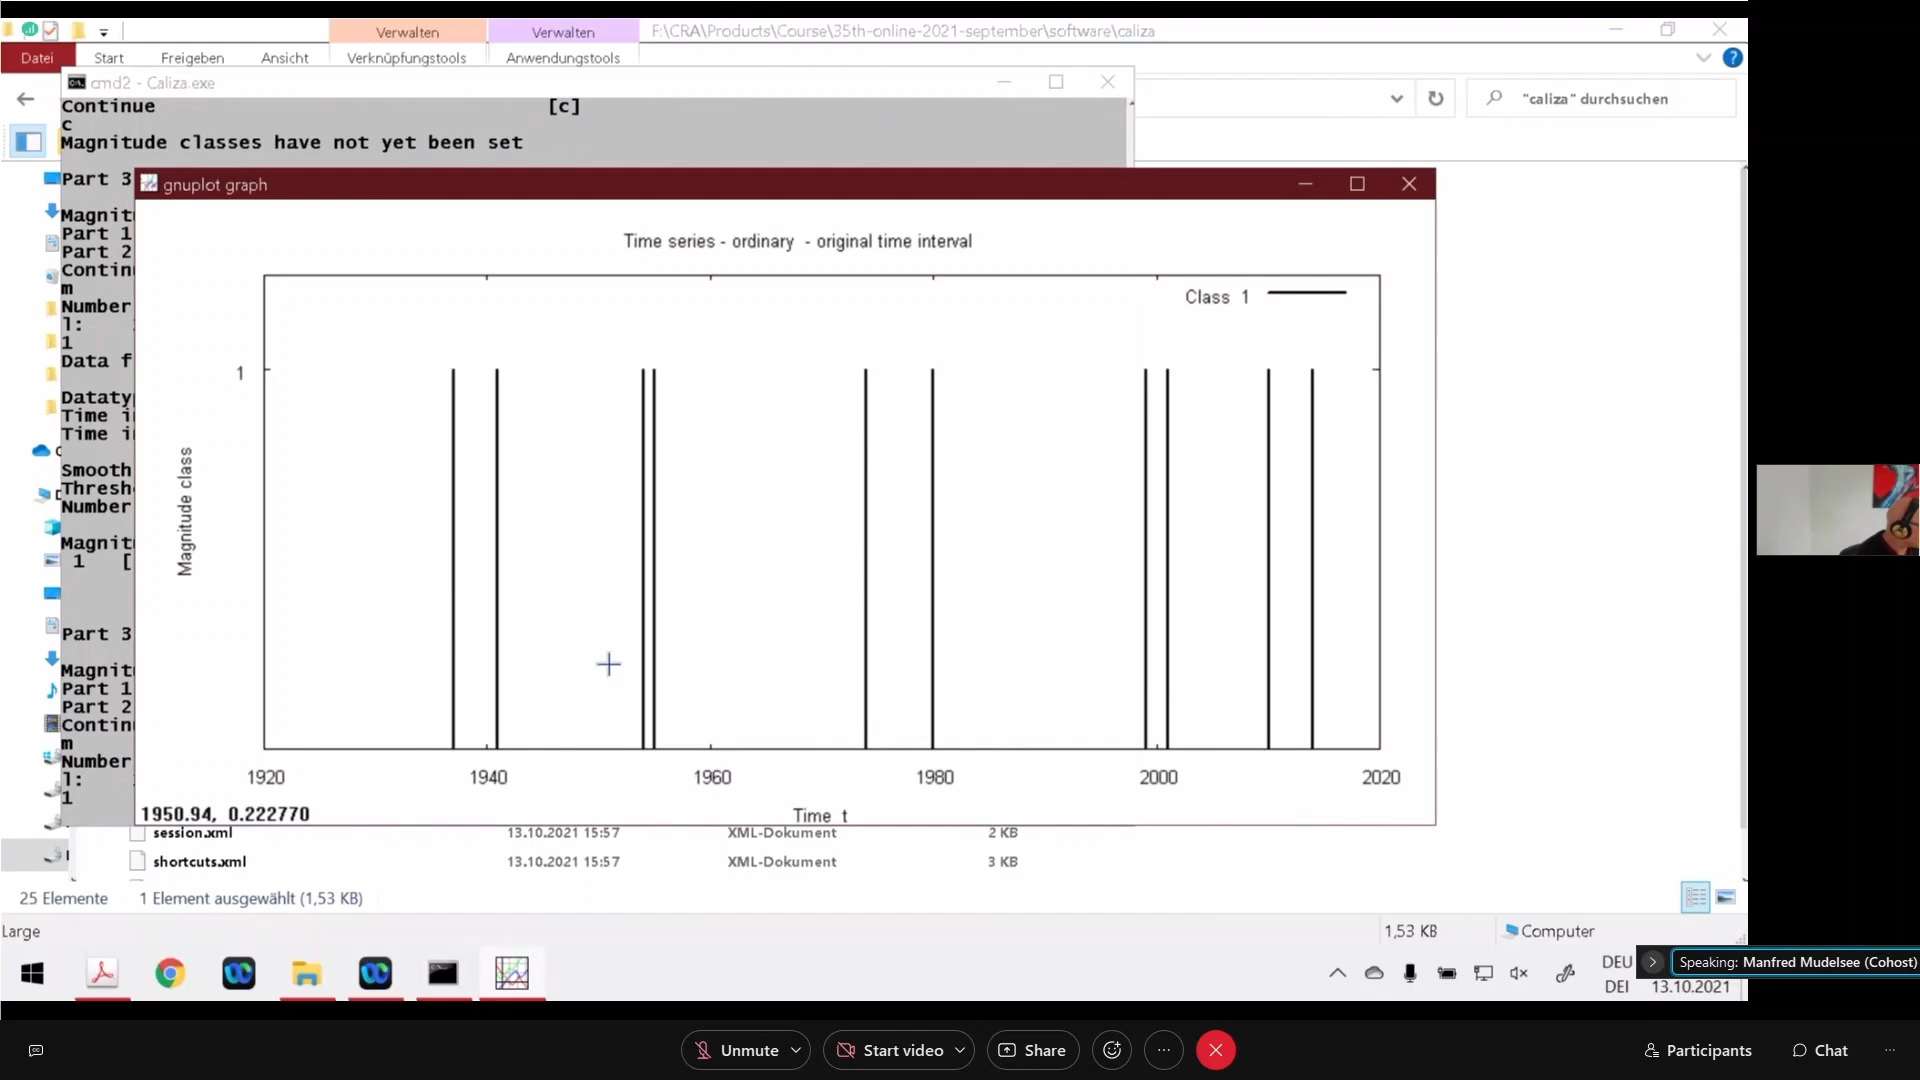 Verwalten
Verwalten
F:\CRA\Products\Course\35th-online-2021-september\software\caliza
Datei
Start
Freigeben
Ansicht
Verknüpfungstools
Anwendungstools
cmd2 - Caliza.exe
"caliza" durchsuchen
Continue [c]
c
Magnitude classes have not yet been set
Part 3
gnuplot graph
Magnit
Part 1
Part 2
Contin
m
Number
]:
1
Data f
Dataty
Time i
Time i
Smooth
Thresh
Number
Magnit
1 [
Part 3
Magnit
Part 1
Part 2
Contin
m
Number
]:
1
Time series - ordinary - original time interval
Class 1
1
Magnitude class
1920 1940 1960 1980 2000 2020
1950.94, 0.222770
Time t
session.xml 13.10.2021 15:57 XML-Dokument 2 KB
shortcuts.xml 13.10.2021 15:57 XML-Dokument 3 KB
25 Elemente 1 Element ausgewählt (1,53 KB)
Large 1,53 KB Computer
DEU
DEI 13.10.2021
Speaking: Manfred Mudelsee (Cohost)
Unmute
Start video
Share
Participants
Chat